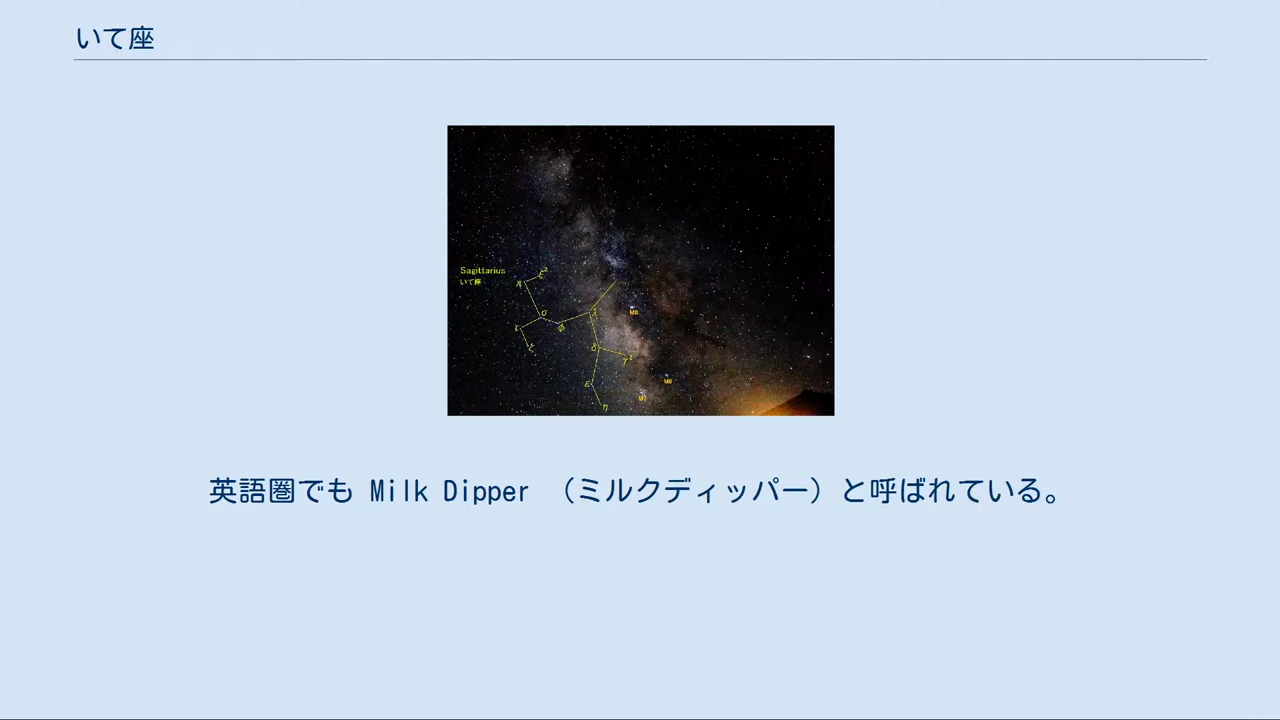 いて座
Sagittarius
いて座
M8
M6
M7
λ
δ
ε
η
英語圏でも Milk Dipper （ミルクディッパー）と呼ばれている。